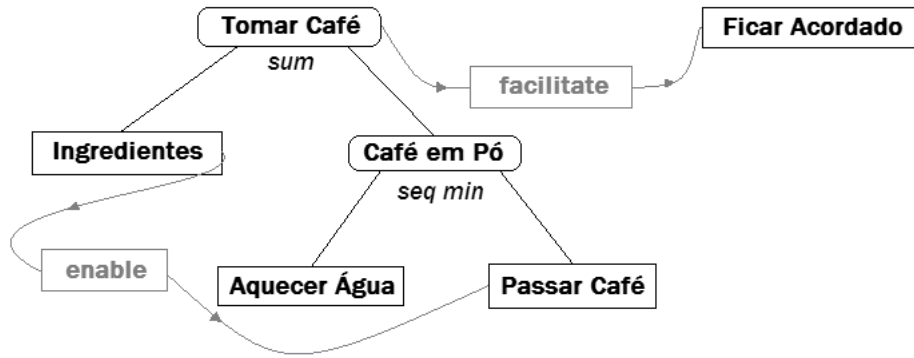 Tomar Café
sum
Ficar Acordado
facilitate
Ingredientes
Café em Pó
seq min
enable
Aquecer Água
Passar Café